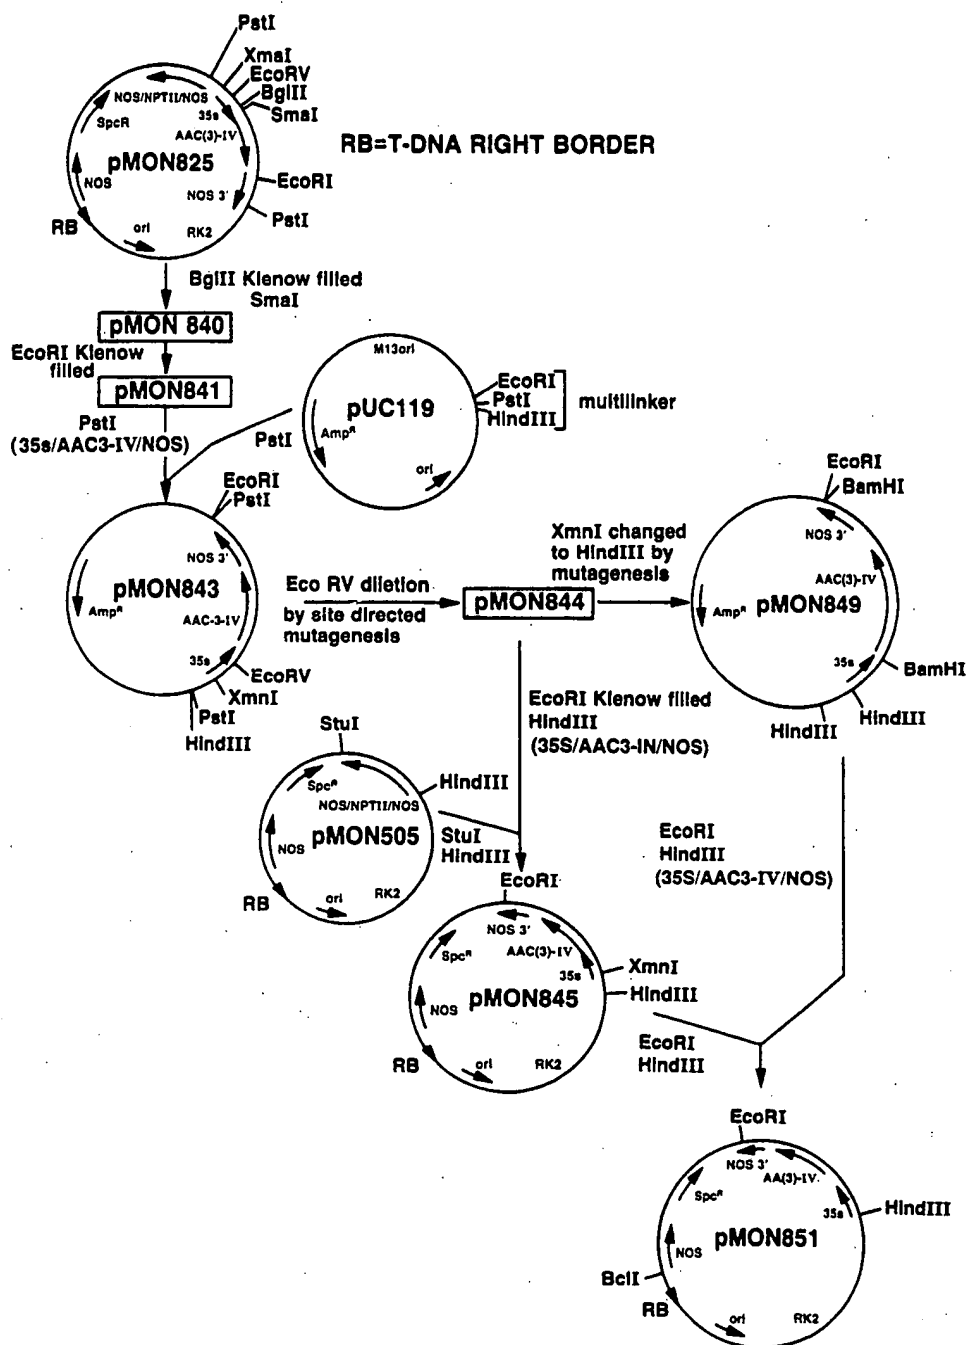 PstI
XmaI
EcoRV
BglII
SmaI
NOS/NPTII/NOS
35s
SpcR
AAC(3)-IV
pMON825
NOS
NOS 3'
EcoRI
PstI
RB
ori
RK2
RB=T-DNA RIGHT BORDER
BglII Klenow filled
SmaI
pMON 840
EcoRI Klenow
filled
pMON841
PstI
(35s/AAC3-IV/NOS)
M13ori
pUC119
Amp^R
ori
EcoRI
PstI
HindIII
multilinker
PstI
EcoRI
PstI
NOS 3'
pMON843
Amp^R
AAC-3-IV
35s
EcoRV
XmnI
PstI
HindIII
Eco RV diletion
by site directed
mutagenesis
pMON844
XmnI changed
to HindIII by
mutagenesis
EcoRI
BamHI
NOS 3'
AAC(3)-IV
Amp^R
pMON849
35s
BamHI
HindIII
HindIII
EcoRI Klenow filled
HindIII
(35S/AAC3-IN/NOS)
StuI
Spc^R
HindIII
NOS/NPTII/NOS
pMON505
NOS
RB
ori
RK2
StuI
HindIII
EcoRI
HindIII
(35S/AAC3-IV/NOS)
EcoRI
NOS 3'
Spc^R
AAC(3)-IV
35s
XmnI
HindIII
pMON845
NOS
RB
ori
RK2
EcoRI
HindIII
EcoRI
NOS 3'
AA(3)-IV
Spc^R
35s
HindIII
pMON851
NOS
BclI
RB
ori
RK2